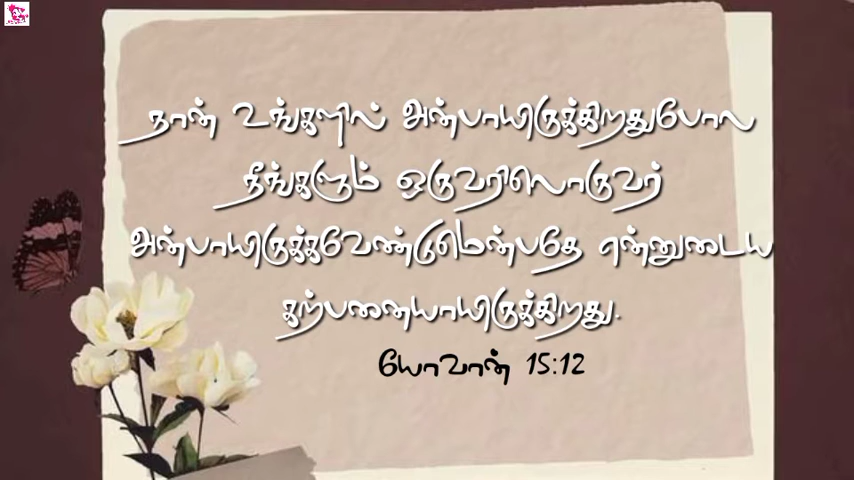 நான் உங்களில் அன்பாயிருக்கிறதுபோல
நீங்களும் ஒருவரிலொருவர்
அன்பாயிருக்கவேண்டுமென்பதே என்னுடைய
கற்பனையாயிருக்கிறது.
யோவான் 15:12